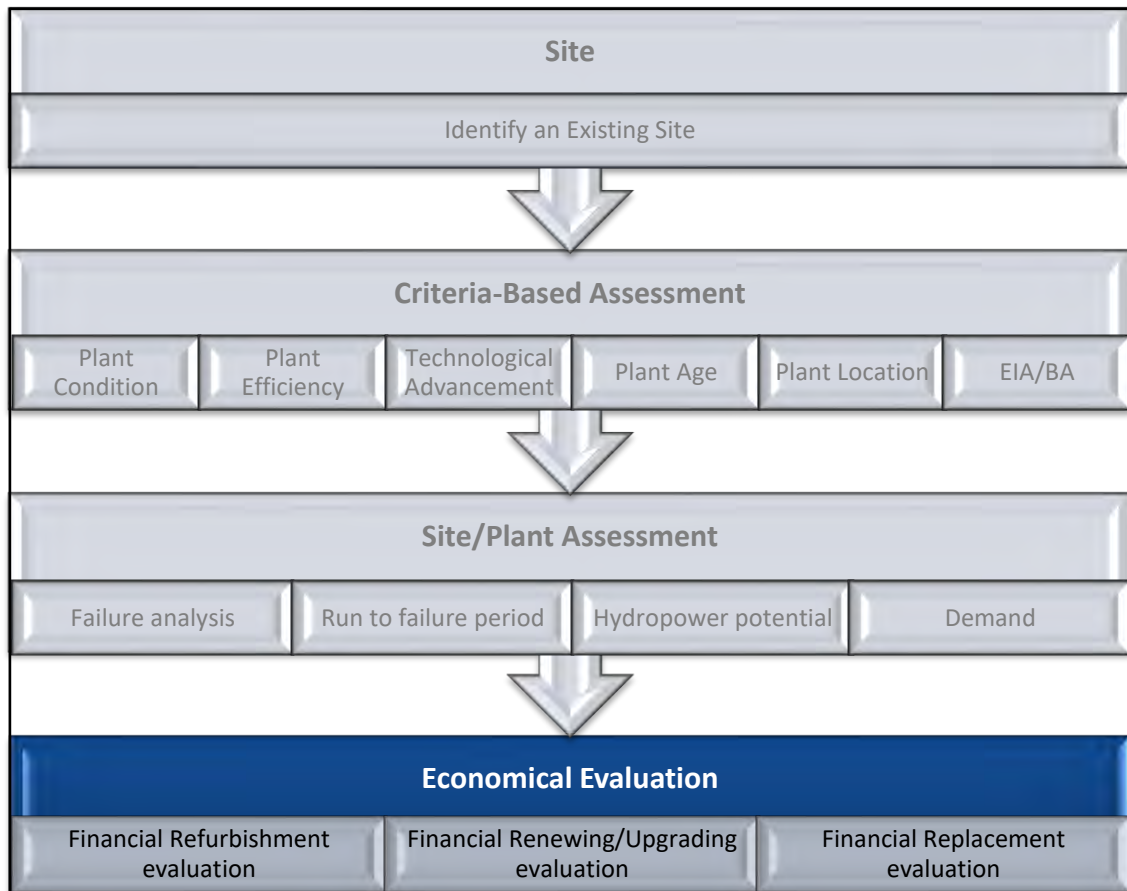 Site
Identify an Existing Site
Criteria-Based Assessment
Plant
Condition
Plant
Efficiency
Technological
Advancement
Plant Age
Plant Location
EIA/BA
Site/Plant Assessment
Failure analysis
Run to failure period
Hydropower potential
Demand
Economical Evaluation
Financial Refurbishment
evaluation
Financial Renewing/Upgrading
evaluation
Financial Replacement
evaluation